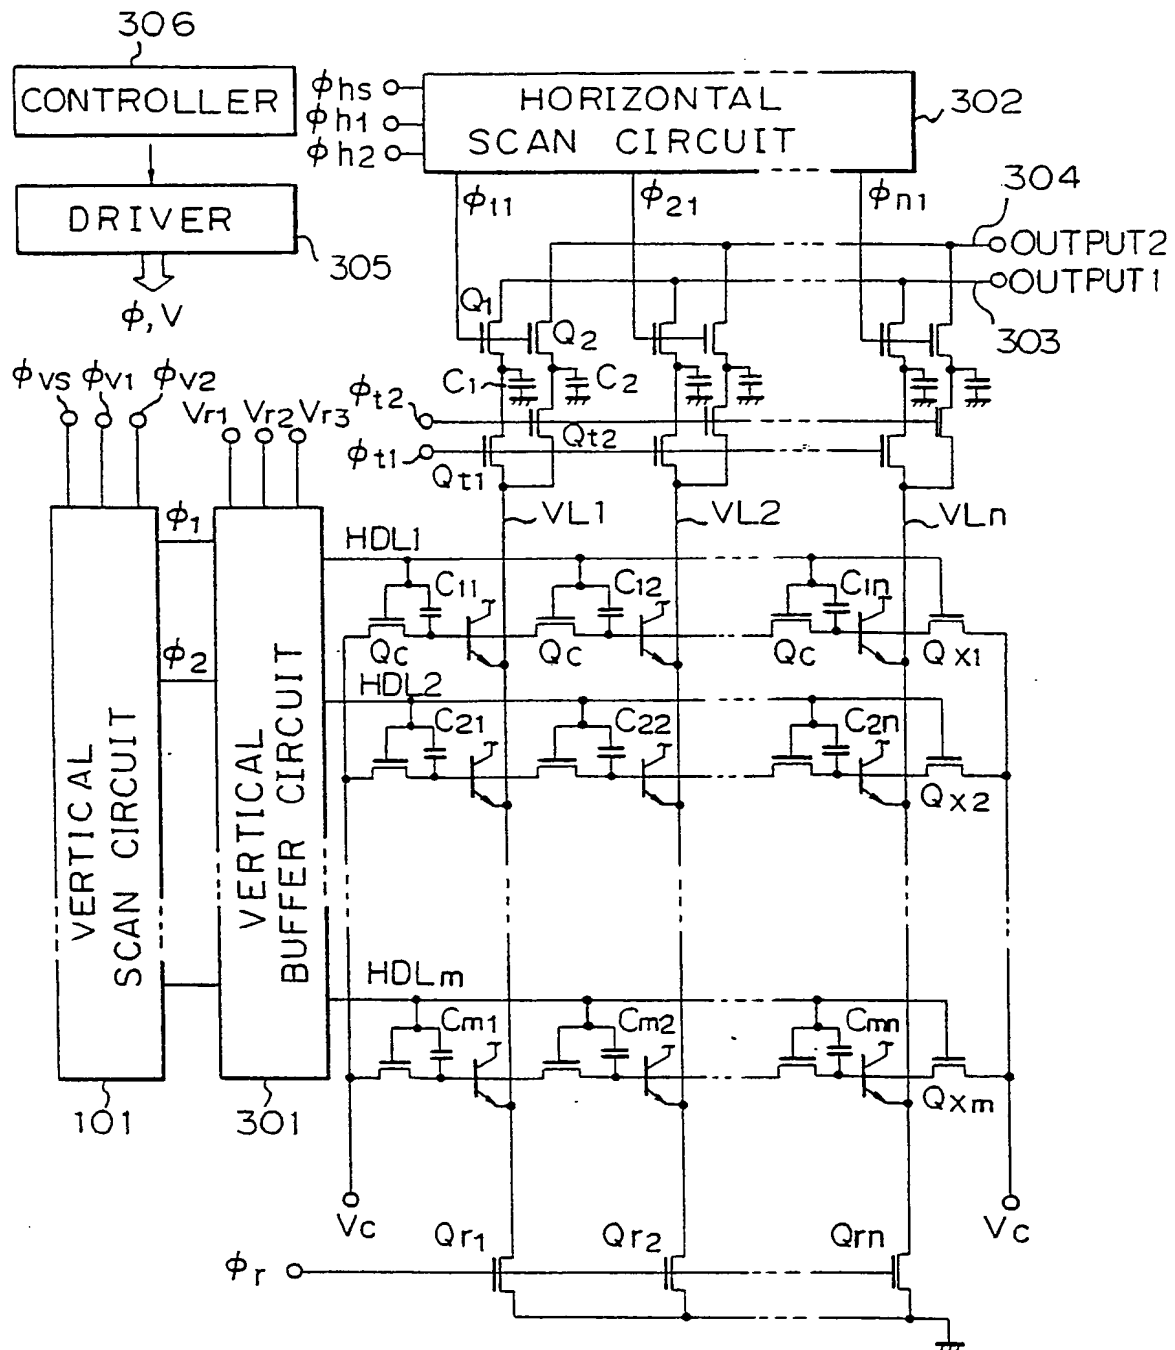 306
CONTROLLER
DRIVER
305
ϕ, V
ϕhs
ϕh1
ϕh2
HORIZONTAL
SCAN CIRCUIT
302
ϕ11
ϕ21
ϕn1
304
OUTPUT2
OUTPUT1
303
Q1
Q2
C1
C2
ϕt2
ϕt1
Qt2
Qt1
ϕvs ϕv1 ϕv2
Vr1 Vr2 Vr3
VL1
VL2
VLn
ϕ1
ϕ2
VERTICAL
SCAN CIRCUIT
101
VERTICAL
BUFFER CIRCUIT
301
HDL1
C11
C12
C1n
Qc
Qc
Qc
Qx1
HDL2
C21
C22
C2n
Qx2
HDLm
Cm1
Cm2
Cmn
Qxm
Vc
Vc
Qr1
Qr2
Qrn
ϕr